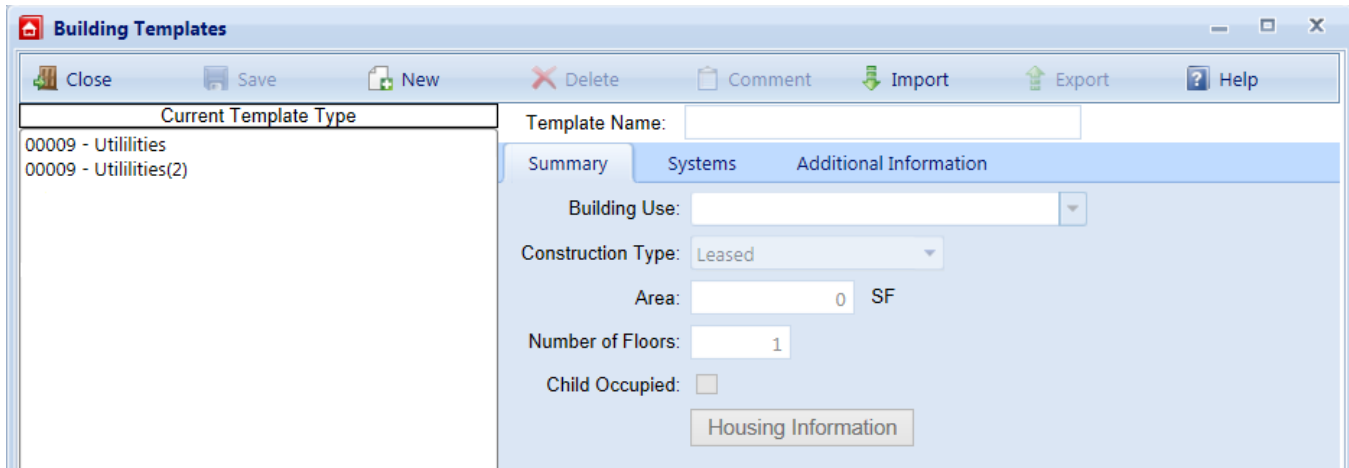 Building Templates
Close Save New Delete Comment Import Export Help
Current Template Type
00009 - Utililities
00009 - Utililities(2)
Template Name:
Summary Systems Additional Information
Building Use:
Construction Type: Leased
Area: 0 SF
Number of Floors: 1
Child Occupied:
Housing Information